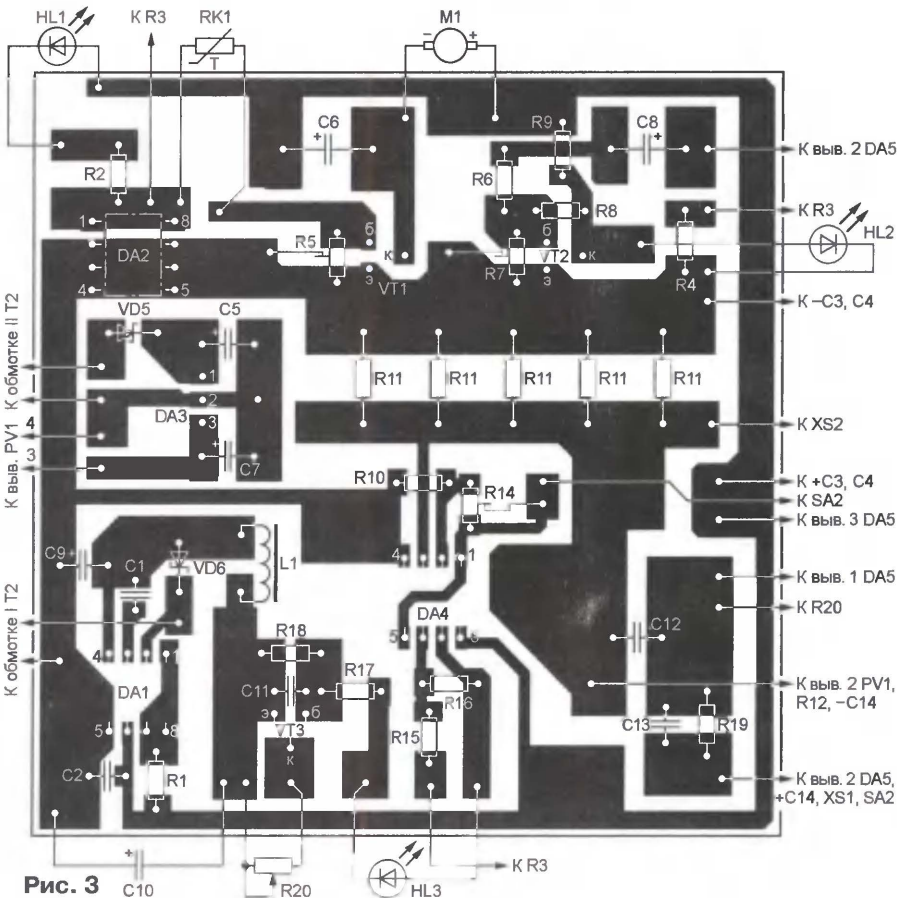 HL1
К R3
RK1
T
M1
− +
C6
R9
C8
К выв. 2 DA5
R2
R6
К R3
1 8
R8
HL2
DA2
R5
б
б
к
R7
VT2
к
R4
4 5
VT1
э
э
К −C3, C4
VD5
C5
К обмотке II T2
1
R11
R11
R11
R11
R11
2
DA3
3
К XS2
К выв. PV1 4
3
C7
R10
R14
К +C3, C4
К SA2
К выв. 3 DA5
C9
C1
VD6
L1
4 1
К выв. 1 DA5
К R20
DA4
5 8
C12
К обмотке I T2
R18
4 1
R17
C11
R16
К выв. 2 PV1,
R12, −C14
DA1
э б
VT3
5 8
R15
C13
R19
к
C2
R1
К выв. 2 DA5,
+C14, XS1, SA2
+
C10
R20
HL3
К R3
Рис. 3